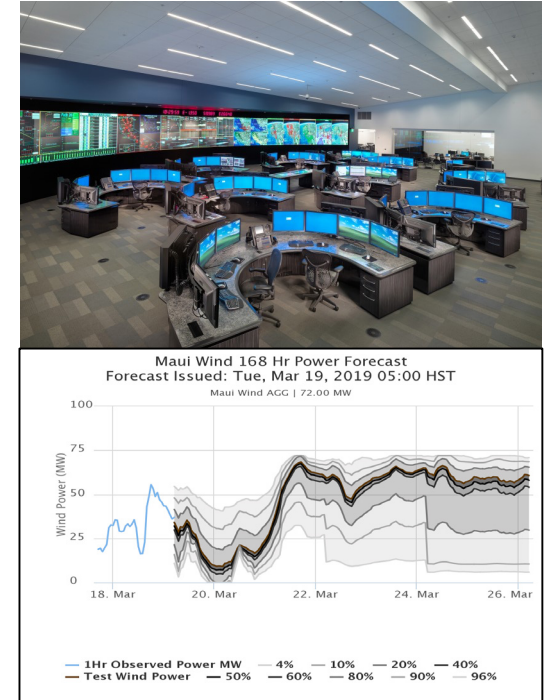 Maui Wind 168 Hr Power Forecast
Forecast Issued: Tue, Mar 19, 2019 05:00 HST
Maui Wind AGG | 72.00 MW
Wind Power (MW)
100
75
50
25
0
18. Mar
20. Mar
22. Mar
24. Mar
26. Mar
1Hr Observed Power MW
4%
10%
20%
40%
Test Wind Power
50%
60%
80%
90%
96%